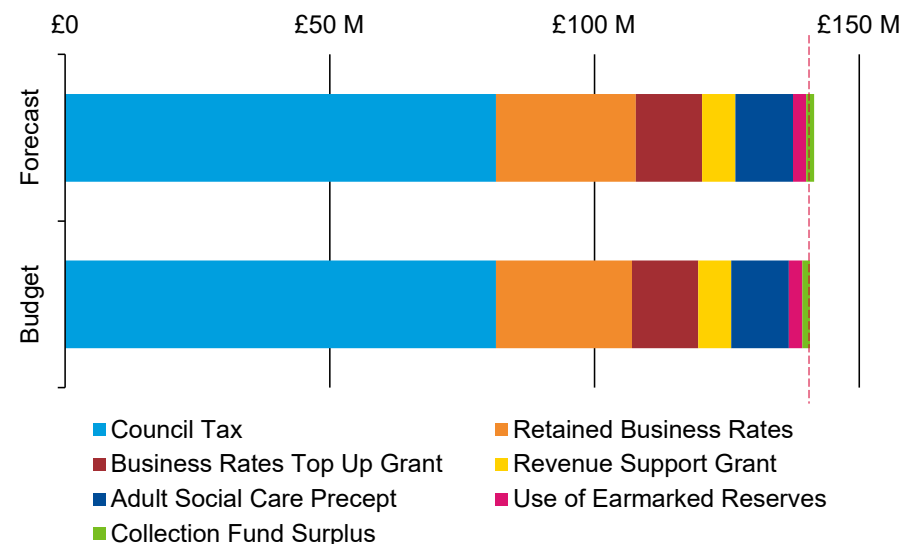 £0 £50 M £100 M £150 M
Forecast
Budget
Council Tax Retained Business Rates
Business Rates Top Up Grant Revenue Support Grant
Adult Social Care Precept Use of Earmarked Reserves
Collection Fund Surplus